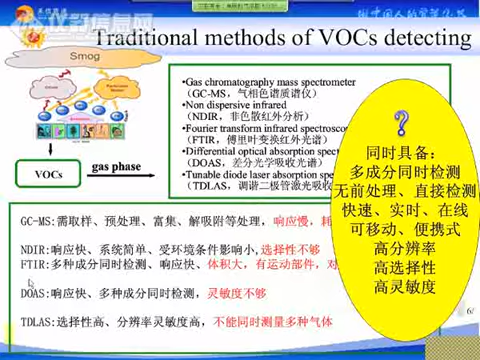 仪器信息网
Traditional methods of VOCs detecting
Smog
Ozone
VOCs
gas phase
•Gas chromatography mass spectrometer
（GC-MS，气相色谱质谱仪）
•Non dispersive infrared
（NDIR，非色散红外分析）
•Fourier transform infrared spectroscop
（FTIR，傅里叶变换红外光谱）
•Differential optical absorption spect
（DOAS，差分光学吸收光谱）
•Tunable diode laser absorption spe
（TDLAS，调谐二极管激光吸收
?
同时具备：
多成分同时检测
无前处理、直接检测
快速、实时、在线
可移动、便携式
高分辨率
高选择性
高灵敏度
GC-MS:需取样、预处理、富集、解吸附等处理，响应慢，耗
NDIR:响应快、系统简单、受环境条件影响小,选择性不够
FTIR:多种成分同时检测、响应快、体积大，有运动部件，对
DOAS:响应快、多种成分同时检测，灵敏度不够
TDLAS:选择性高、分辨率灵敏度高，不能同时测量多种气体
6/